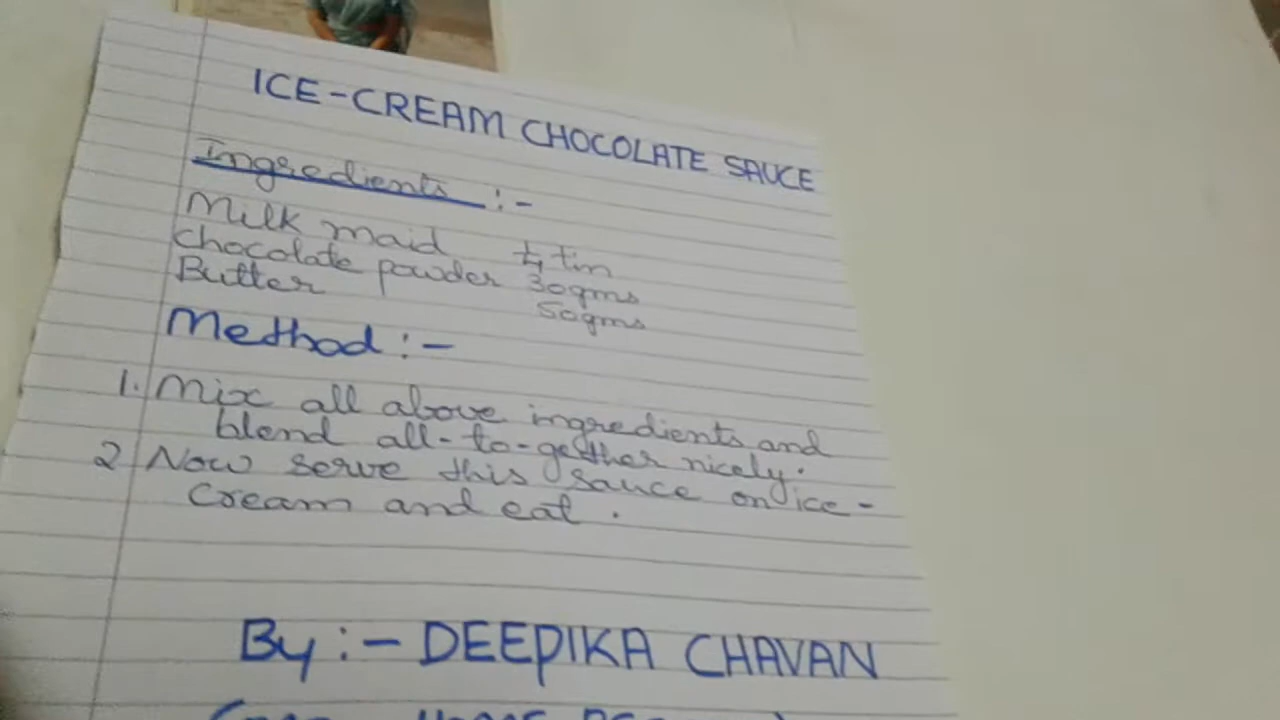 ICE-CREAM CHOCOLATE SAUCE
Ingredients :-
Milk maid ¼ tin
Chocolate powder 30gms
Butter 50gms
Method :-
1. Mix all above ingredients and
blend all-to-gether nicely.
2 Now serve this sauce on ice-
cream and eat .
By :- DEEPIKA CHAVAN